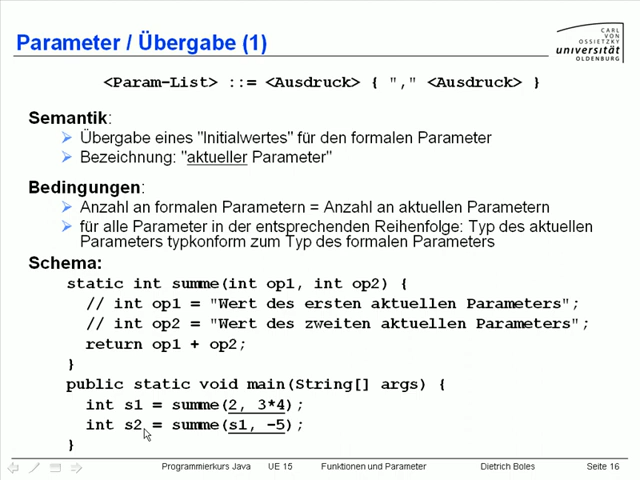 Parameter / Übergabe (1)
CARL
VON
OSSIETZKY
universität
OLDENBURG
<Param-List> ::= <Ausdruck> { "," <Ausdruck> }
Semantik:
Übergabe eines "Initialwertes" für den formalen Parameter
Bezeichnung: "aktueller Parameter"
Bedingungen:
Anzahl an formalen Parametern = Anzahl an aktuellen Parametern
für alle Parameter in der entsprechenden Reihenfolge: Typ des aktuellen
Parameters typkonform zum Typ des formalen Parameters
Schema:
static int summe(int op1, int op2) {
// int op1 = "Wert des ersten aktuellen Parameters";
// int op2 = "Wert des zweiten aktuellen Parameters";
return op1 + op2;
}
public static void main(String[] args) {
int s1 = summe(2, 3*4);
int s2 = summe(s1, -5);
}
Programmierkurs Java UE 15 Funktionen und Parameter Dietrich Boles Seite 16